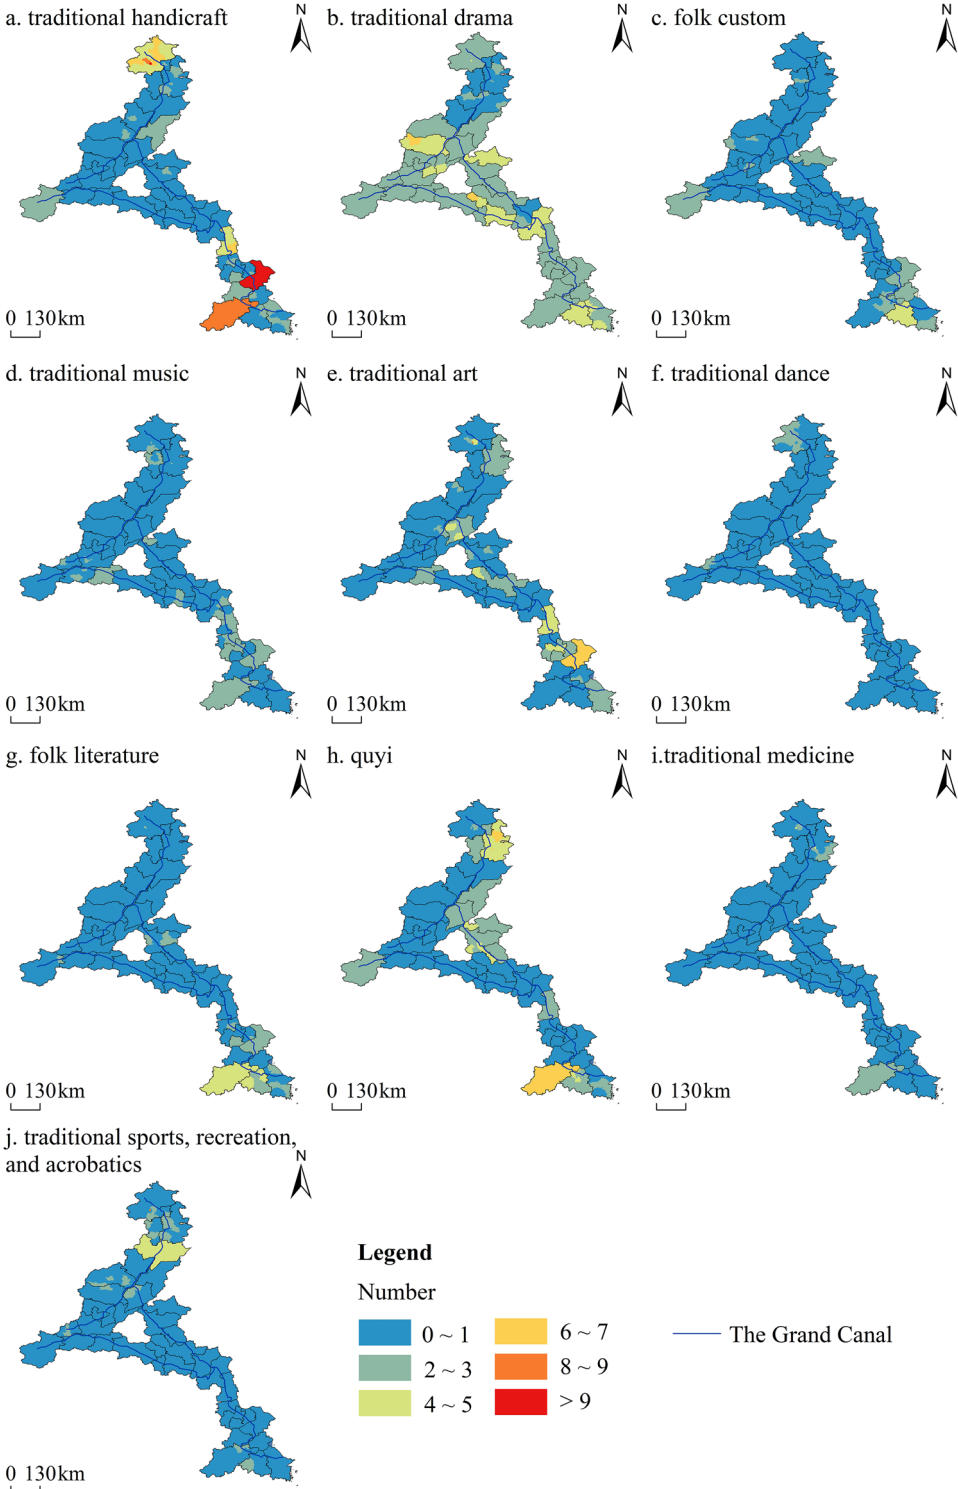 a. traditional handicraft
N
0 130km
b. traditional drama
N
0 130km
c. folk custom
N
0 130km
d. traditional music
N
0 130km
e. traditional art
N
0 130km
f. traditional dance
N
0 130km
g. folk literature
N
0 130km
h. quyi
N
0 130km
i.traditional medicine
N
0 130km
j. traditional sports, recreation,
and acrobatics
N
0 130km
Legend
Number
0 ~ 1
2 ~ 3
4 ~ 5
6 ~ 7
8 ~ 9
> 9
The Grand Canal